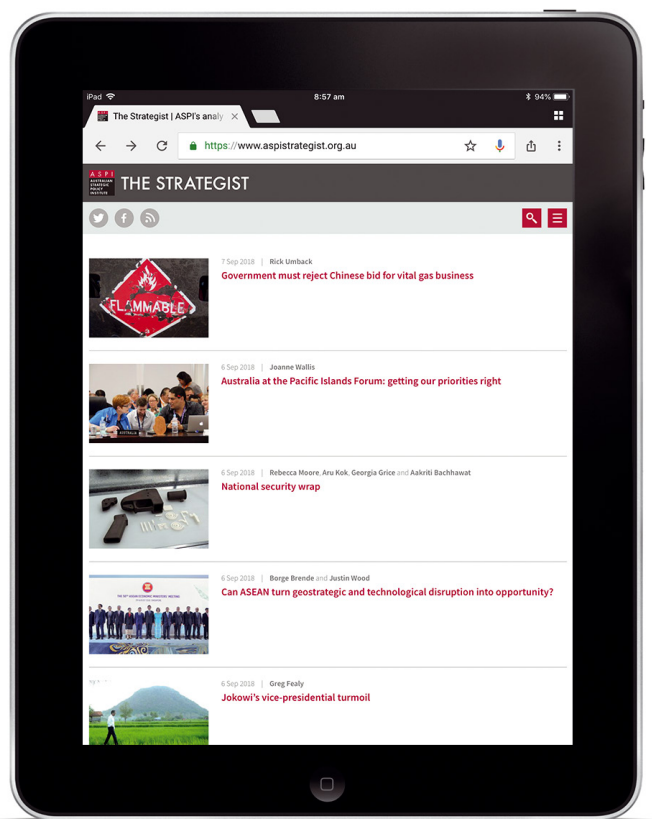 iPad
8:57 am
94%
The Strategist | ASPI's analy
https://www.aspistrategist.org.au
ASPI
AUSTRALIAN
STRATEGIC
POLICY
INSTITUTE
THE STRATEGIST
7 Sep 2018 | Rick Umback
Government must reject Chinese bid for vital gas business
FLAMMABLE
6 Sep 2018 | Joanne Wallis
Australia at the Pacific Islands Forum: getting our priorities right
AUSTRALIA
6 Sep 2018 | Rebecca Moore, Aru Kok, Georgia Grice and Aakriti Bachhawat
National security wrap
6 Sep 2018 | Borge Brende and Justin Wood
Can ASEAN turn geostrategic and technological disruption into opportunity?
6 Sep 2018 | Greg Fealy
Jokowi's vice-presidential turmoil